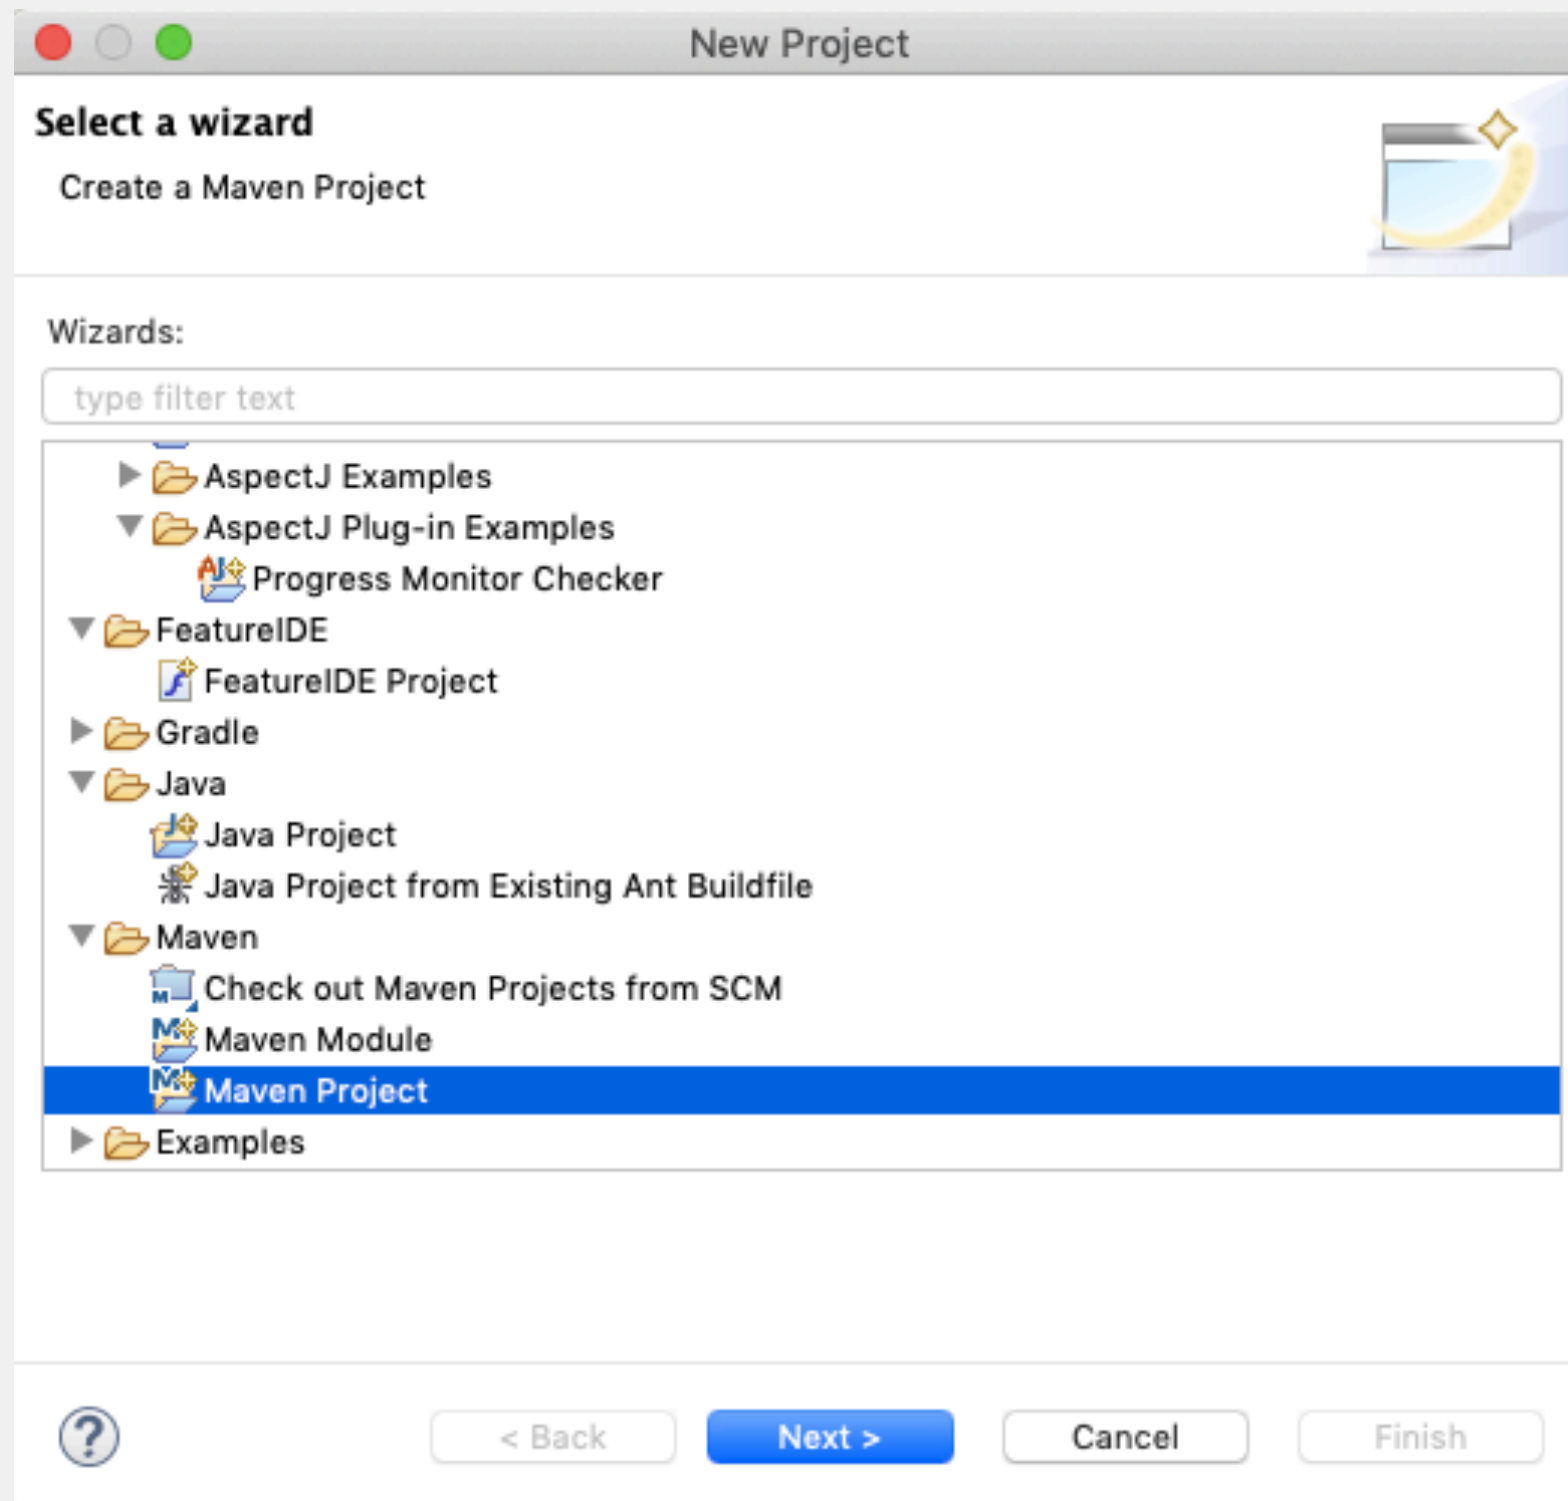 New Project
Select a wizard
Create a Maven Project
Wizards:
type filter text
AspectJ Examples
AspectJ Plug-in Examples
Progress Monitor Checker
FeatureIDE
FeatureIDE Project
Gradle
Java
Java Project
Java Project from Existing Ant Buildfile
Maven
Check out Maven Projects from SCM
Maven Module
Maven Project
Examples
? < Back Next > Cancel Finish